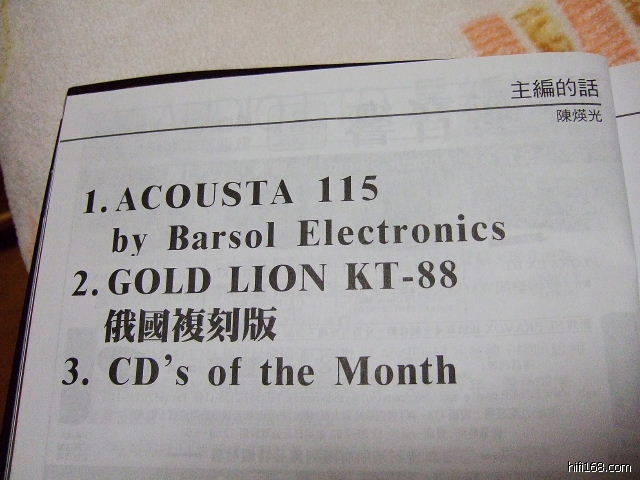 主編的話
陳煐光
1. ACOUSTA 115
by Barsol Electronics
2. GOLD LION KT-88
俄國複刻版
3. CD's of the Month
hifi168.com